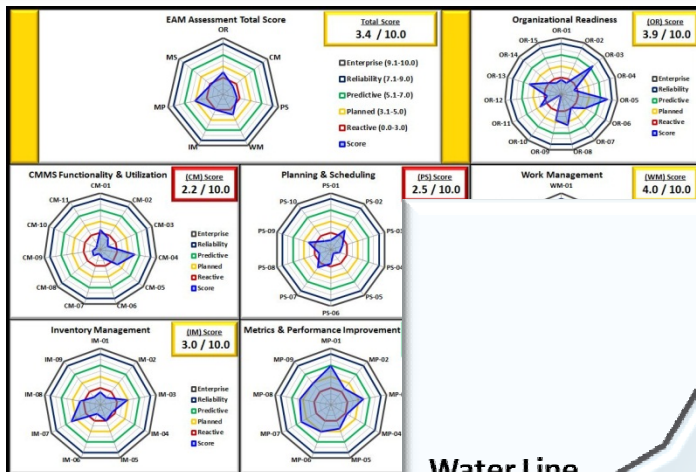 EAM Assessment Total Score
OR
CM
PS
WM
IM
MP
MS
Total Score
3.4 / 10.0
Enterprise (9.1-10.0)
Reliability (7.1-9.0)
Predictive (5.1-7.0)
Planned (3.1-5.0)
Reactive (0.0-3.0)
Score
Organizational Readiness
OR-01
OR-02
OR-03
OR-04
OR-05
OR-06
OR-07
OR-08
OR-09
OR-10
OR-11
OR-12
OR-13
OR-14
OR-15
(OR) Score
3.9 / 10.0
Enterprise
Reliability
Predictive
Planned
Reactive
Score
CMMS Functionality & Utilization
CM-01
CM-02
CM-03
CM-04
CM-05
CM-06
CM-07
CM-08
CM-09
CM-10
CM-11
(CM) Score
2.2 / 10.0
Enterprise
Reliability
Predictive
Planned
Reactive
Score
Planning & Scheduling
PS-01
PS-02
PS-03
PS-04
PS-05
PS-06
PS-07
PS-08
PS-09
PS-10
(PS) Score
2.5 / 10.0
Work Management
WM-01
(WM) Score
4.0 / 10.0
Inventory Management
IM-01
IM-02
IM-03
IM-04
IM-05
IM-06
IM-07
IM-08
IM-09
(IM) Score
3.0 / 10.0
Enterprise
Reliability
Predictive
Planned
Reactive
Score
Metrics & Performance Improvement
MP-01
MP-02
MP-04
MP-05
MP-06
MP-07
MP-08
MP-09
Water Line